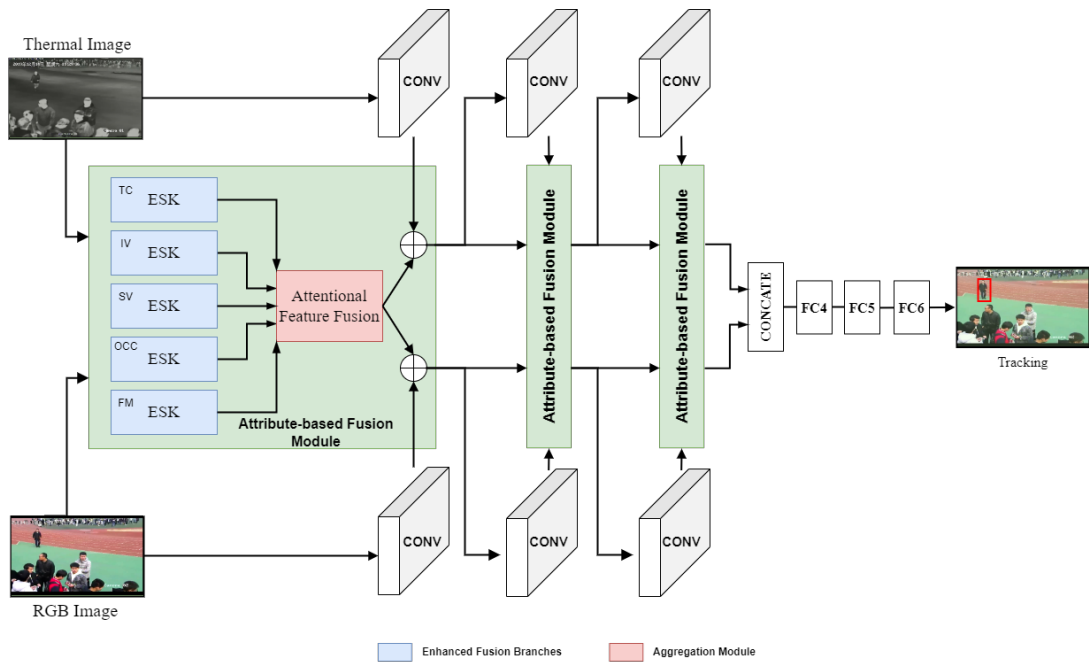 Thermal Image
CONV
CONV
CONV
TC
ESK
IV
ESK
SV
ESK
OCC
ESK
FM
ESK
Attentional
Feature Fusion
Attribute-based Fusion
Module
Attribute-based Fusion Module
Attribute-based Fusion Module
CONCATE
FC4
FC5
FC6
Tracking
RGB Image
CONV
CONV
CONV
Enhanced Fusion Branches
Aggregation Module